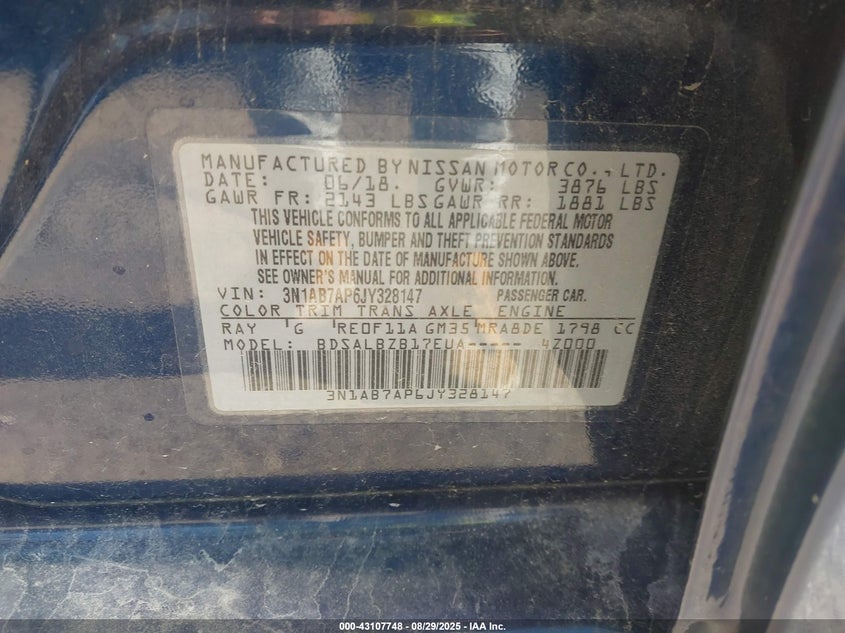 MANUFACTURED BY NISSAN MOTOR CO., LTD.
DATE: 06/18. GVWR: 3876 LBS
GAWR FR: 2143 LBS GAWR RR: 1881 LBS
THIS VEHICLE CONFORMS TO ALL APPLICABLE FEDERAL MOTOR
VEHICLE SAFETY, BUMPER AND THEFT PREVENTION STANDARDS
IN EFFECT ON THE DATE OF MANUFACTURE SHOWN ABOVE.
SEE OWNER'S MANUAL FOR ADDITIONAL INFORMATION.
VIN: 3N1AB7AP6JY328147 PASSENGER CAR.
COLOR TRIM TRANS AXLE ENGINE
RAY G RE0F11A GM35 MRA8DE 1798 CC
MODEL: BDSALBZB17EUA----- 4Z000
3N1AB7AP6JY328147
000-43107748 - 08/29/2025 - IAA Inc.